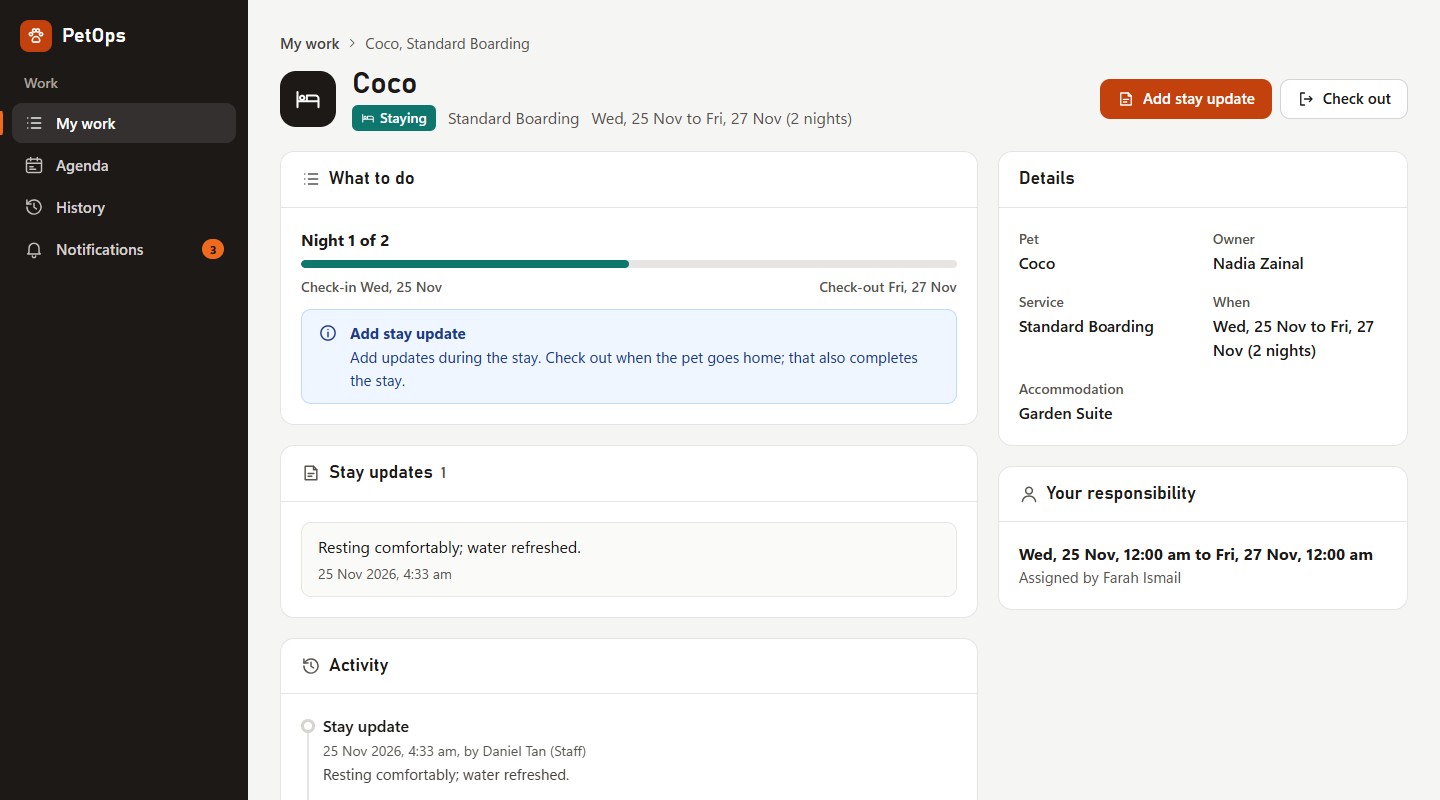 PetOps
Work
My work
Agenda
History
Notifications
3
My work
Coco, Standard Boarding
Coco
Staying
Standard Boarding
Wed, 25 Nov to Fri, 27 Nov (2 nights)
Add stay update
Check out
What to do
Night 1 of 2
Check-in Wed, 25 Nov
Check-out Fri, 27 Nov
Add stay update
Add updates during the stay. Check out when the pet goes home; that also completes
the stay.
Stay updates 1
Resting comfortably; water refreshed.
25 Nov 2026, 4:33 am
Activity
Stay update
25 Nov 2026, 4:33 am, by Daniel Tan (Staff)
Resting comfortably; water refreshed.
Details
Pet
Coco
Owner
Nadia Zainal
Service
Standard Boarding
When
Wed, 25 Nov to Fri, 27
Nov (2 nights)
Accommodation
Garden Suite
Your responsibility
Wed, 25 Nov, 12:00 am to Fri, 27 Nov, 12:00 am
Assigned by Farah Ismail